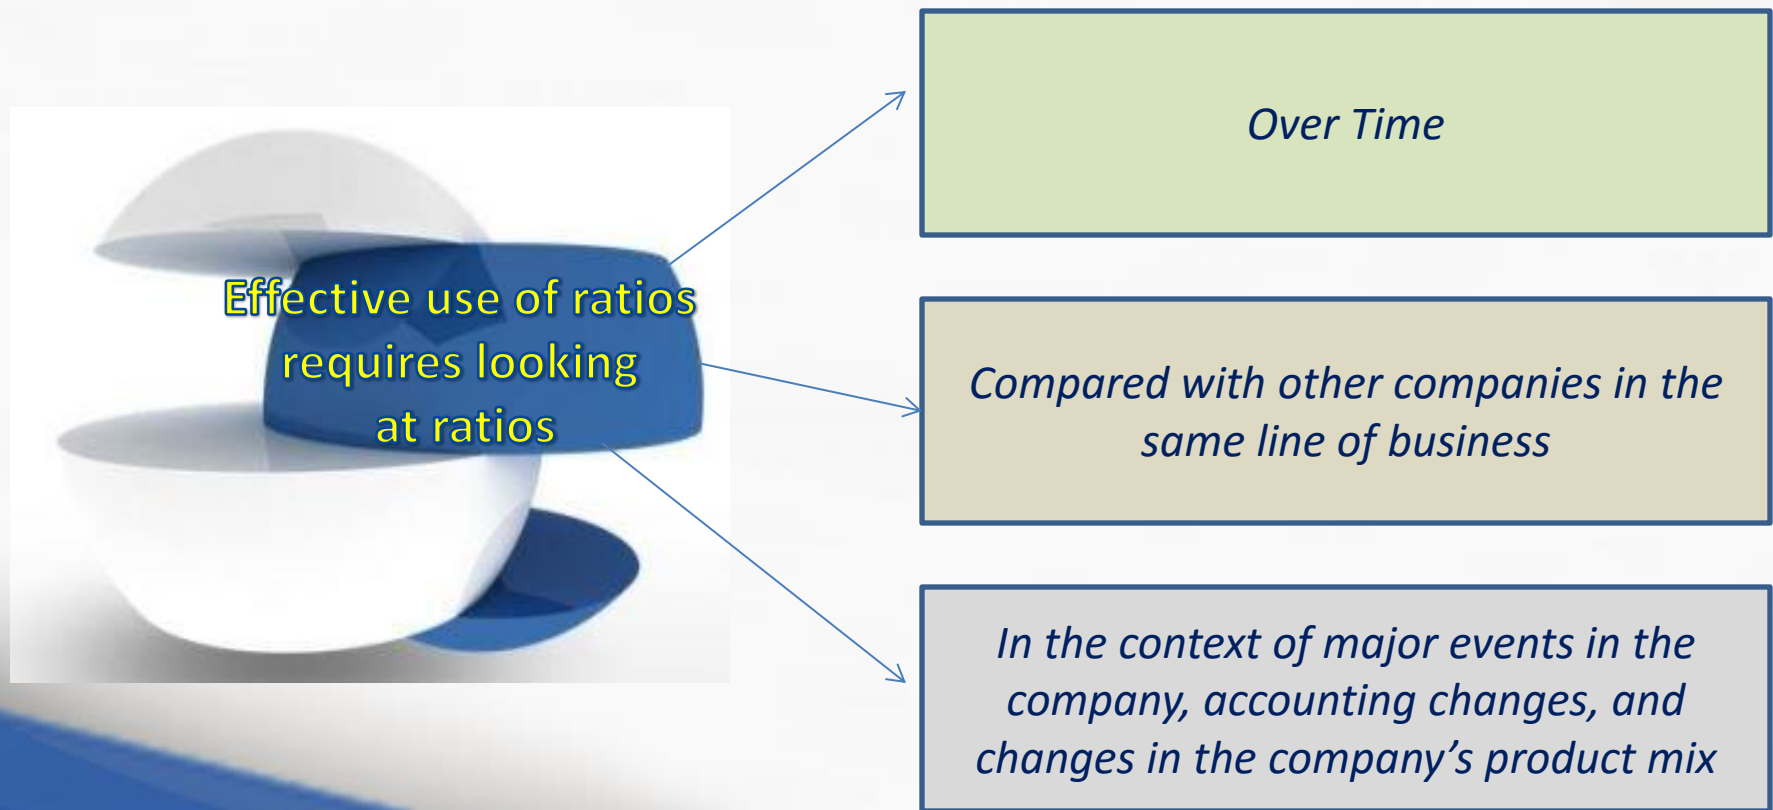 Effective use of ratios
requires looking
at ratios
Over Time
Compared with other companies in the
same line of business
In the context of major events in the
company, accounting changes, and
changes in the company’s product mix